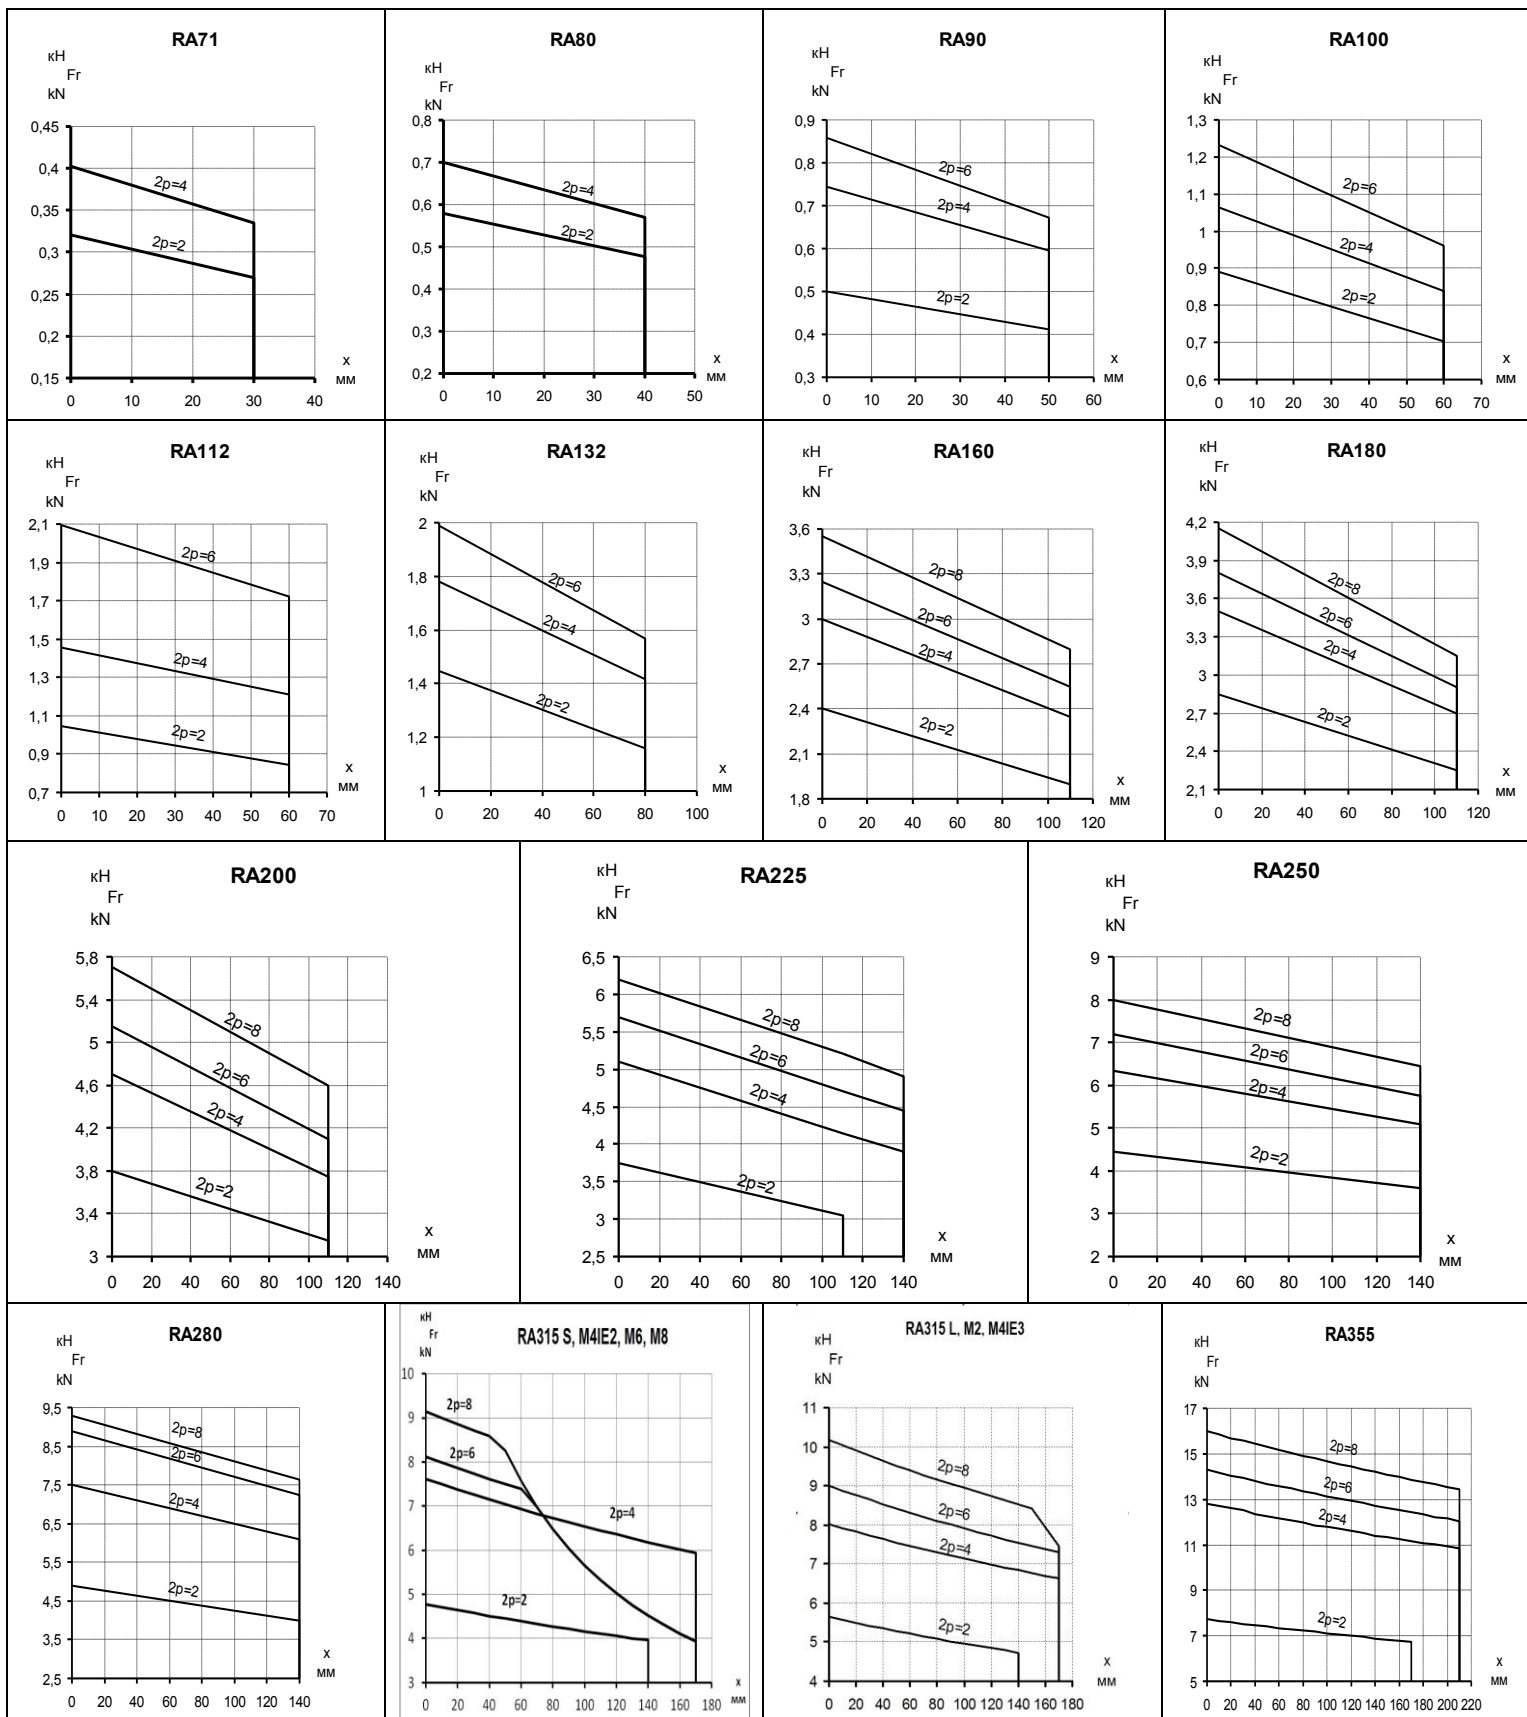 RA71
кН
Fr
kN
0,45
0,4
0,35
0,3
0,25
0,2
0,15
2p=4
2p=2
x
мм
0 10 20 30 40
RA80
кН
Fr
kN
0,8
0,7
0,6
0,5
0,4
0,3
0,2
2p=4
2p=2
x
мм
0 10 20 30 40 50
RA90
кН
Fr
kN
0,9
0,8
0,7
0,6
0,5
0,4
0,3
2p=6
2p=4
2p=2
x
мм
0 10 20 30 40 50 60
RA100
кН
Fr
kN
1,3
1,2
1,1
1
0,9
0,8
0,7
0,6
2p=6
2p=4
2p=2
x
мм
0 10 20 30 40 50 60 70
RA112
кН
Fr
kN
2,1
1,9
1,7
1,5
1,3
1,1
0,9
0,7
2p=6
2p=4
2p=2
x
мм
0 10 20 30 40 50 60 70
RA132
кН
Fr
kN
2
1,8
1,6
1,4
1,2
1
2p=6
2p=4
2p=2
x
мм
0 20 40 60 80 100
RA160
кН
Fr
kN
3,6
3,3
3
2,7
2,4
2,1
1,8
2p=8
2p=6
2p=4
2p=2
x
мм
0 20 40 60 80 100 120
RA180
кН
Fr
kN
4,2
3,9
3,6
3,3
3
2,7
2,4
2,1
2p=8
2p=6
2p=4
2p=2
x
мм
0 20 40 60 80 100 120
RA200
кН
Fr
kN
5,8
5,4
5
4,6
4,2
3,8
3,4
3
2p=8
2p=6
2p=4
2p=2
x
мм
0 20 40 60 80 100 120 140
RA225
кН
Fr
kN
6,5
6
5,5
5
4,5
4
3,5
3
2,5
2p=8
2p=6
2p=4
2p=2
x
мм
0 20 40 60 80 100 120 140
RA250
кН
Fr
kN
9
8
7
6
5
4
3
2
2p=8
2p=6
2p=4
2p=2
x
мм
0 20 40 60 80 100 120 140
RA280
кН
Fr
kN
9,5
8,5
7,5
6,5
5,5
4,5
3,5
2,5
2p=8
2p=6
2p=4
2p=2
x
мм
0 20 40 60 80 100 120 140
RA315 S, M4IE2, M6, M8
кН
Fr
kN
10
9
8
7
6
5
4
3
2p=8
2p=6
2p=4
2p=2
x
мм
0 20 40 60 80 100 120 140 160 180
RA315 L, M2, M4IE3
кН
Fr
kN
11
10
9
8
7
6
5
4
2p=8
2p=6
2p=4
2p=2
x
мм
0 20 40 60 80 100 120 140 160 180
RA355
кН
Fr
kN
17
15
13
11
9
7
5
2p=8
2p=6
2p=4
2p=2
x
мм
0 20 40 60 80 100 120 140 160 180 200 220